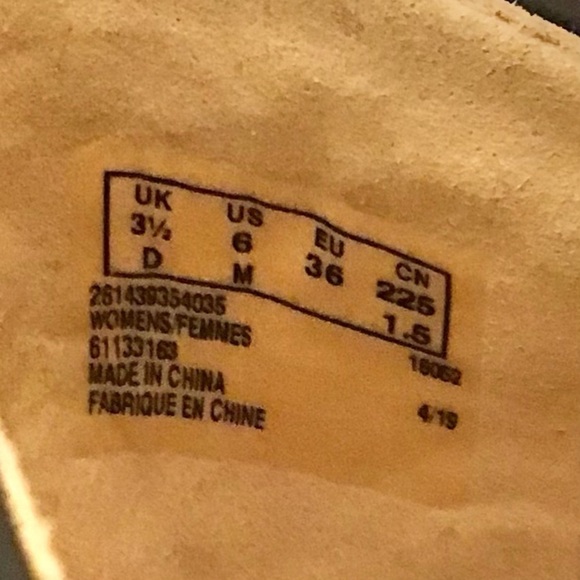 UK US EU CN
3½ 6 36 225
D M 1.5
261439354035
WOMENS/FEMMES
61133163
MADE IN CHINA
FABRIQUE EN CHINE
4/19